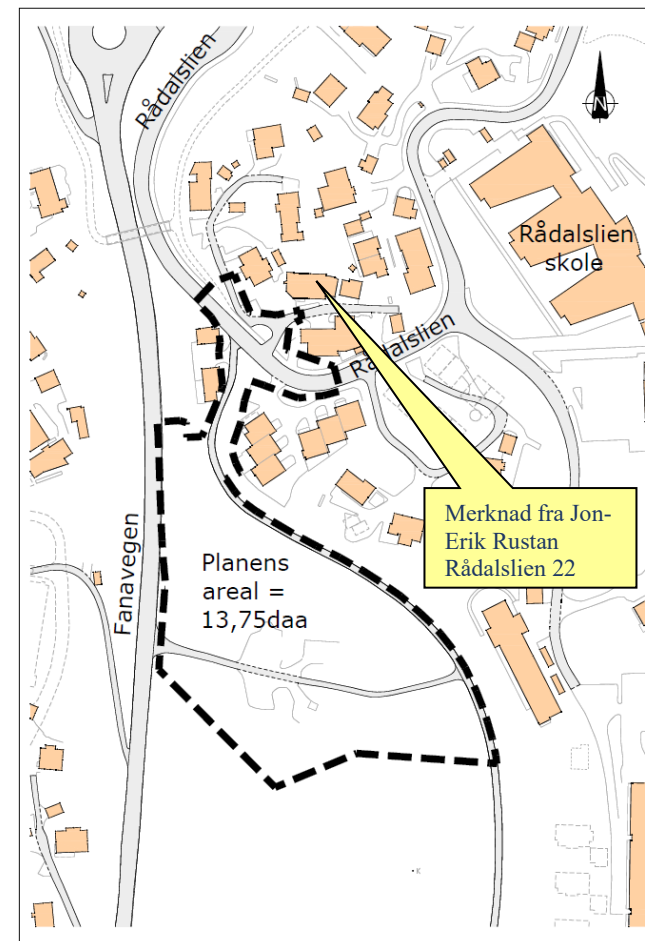 Rådalslien
N
Rådalslien
skole
Rådalslien
Merknad fra Jon-
Erik Rustan
Rådalslien 22
Fanavegen
Planens
areal =
13,75daa